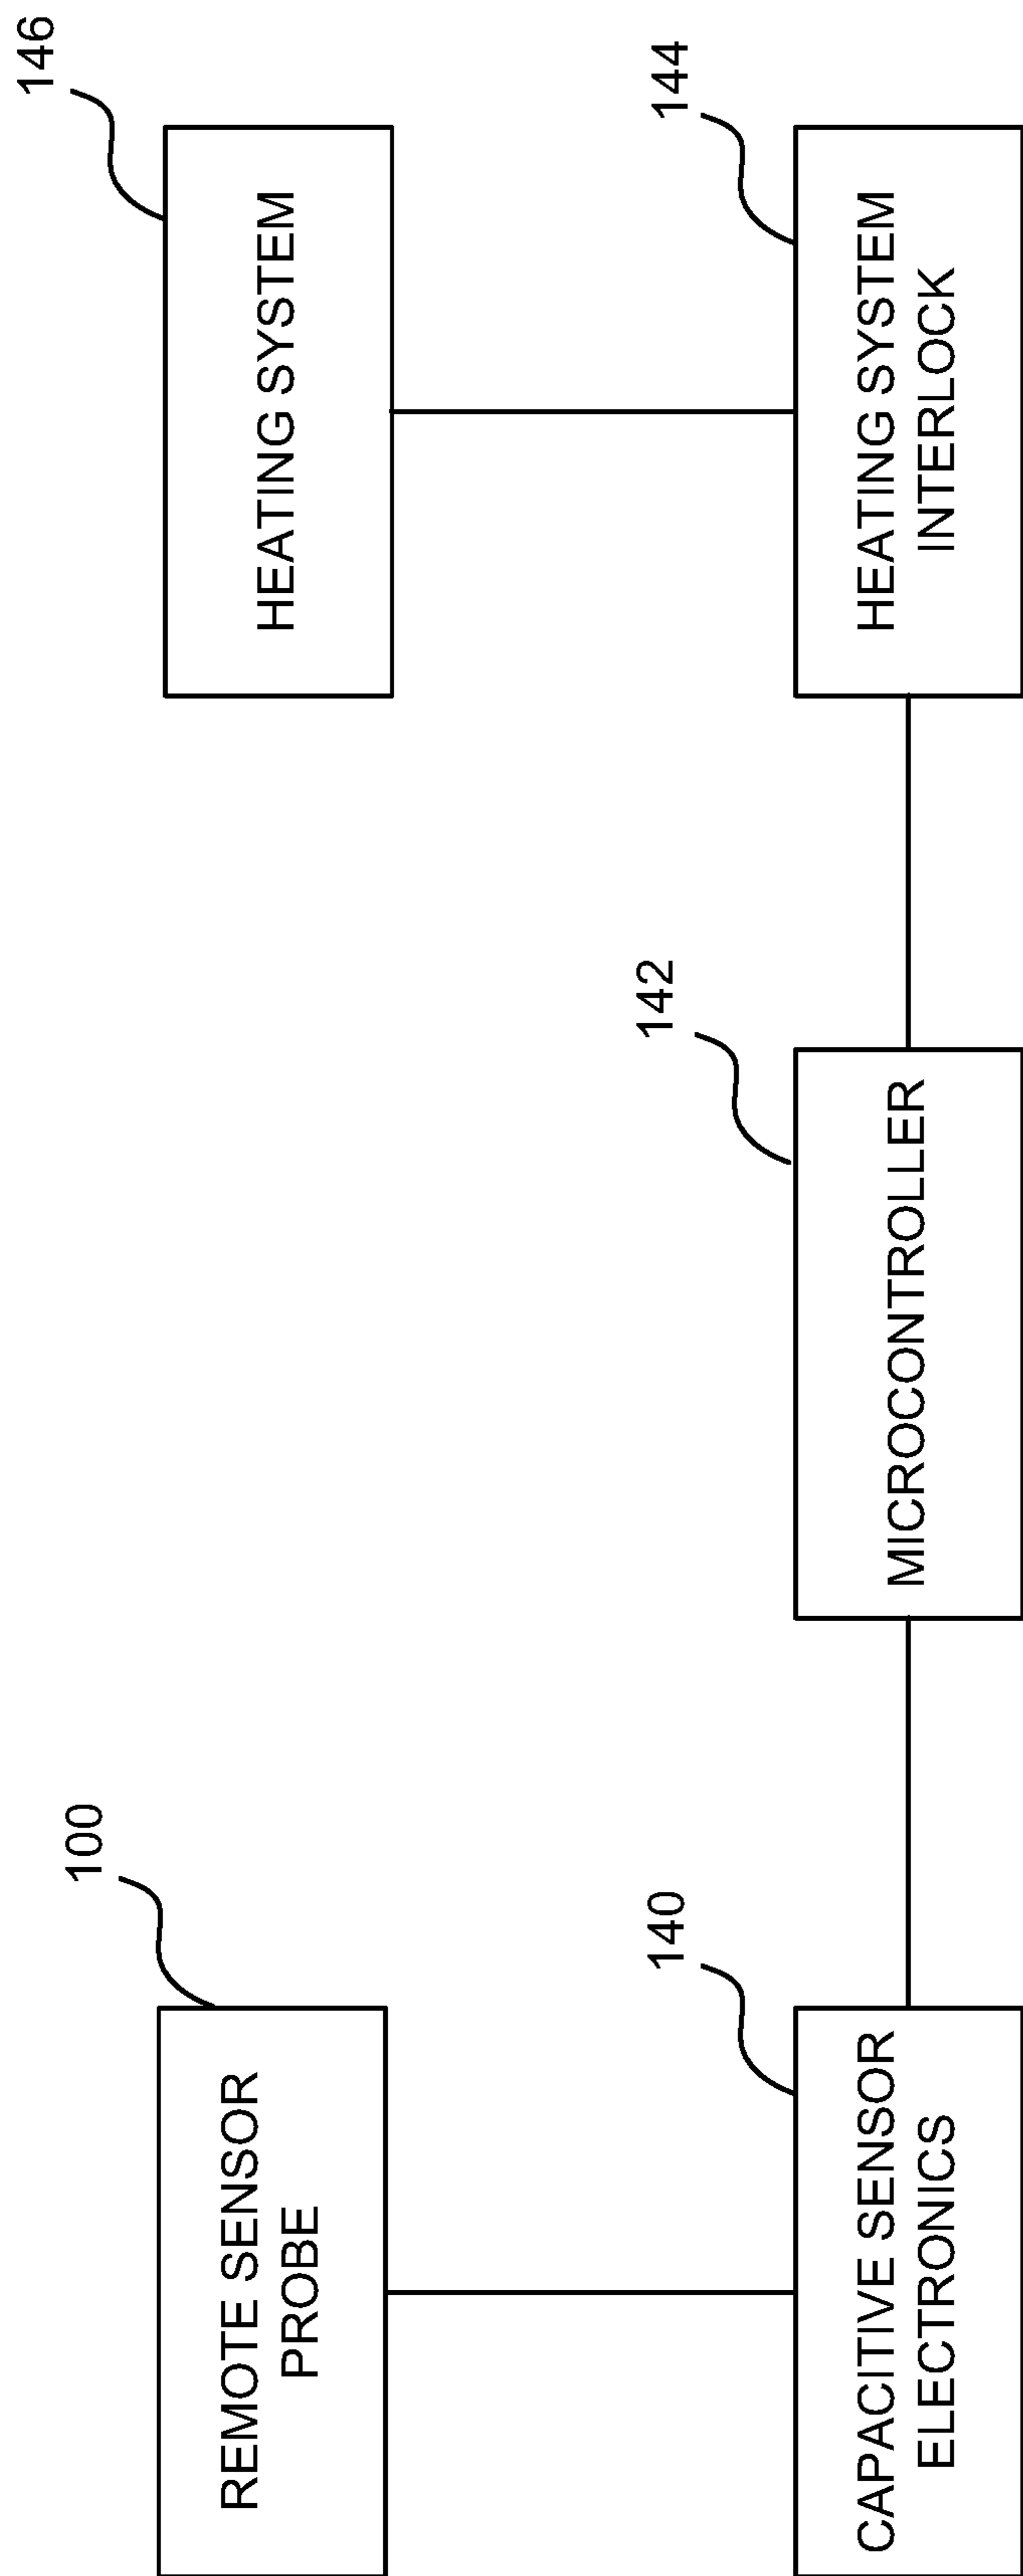 100
REMOTE SENSOR
PROBE
146
HEATING SYSTEM
140
CAPACITIVE SENSOR
ELECTRONICS
142
MICROCONTROLLER
144
HEATING SYSTEM
INTERLOCK